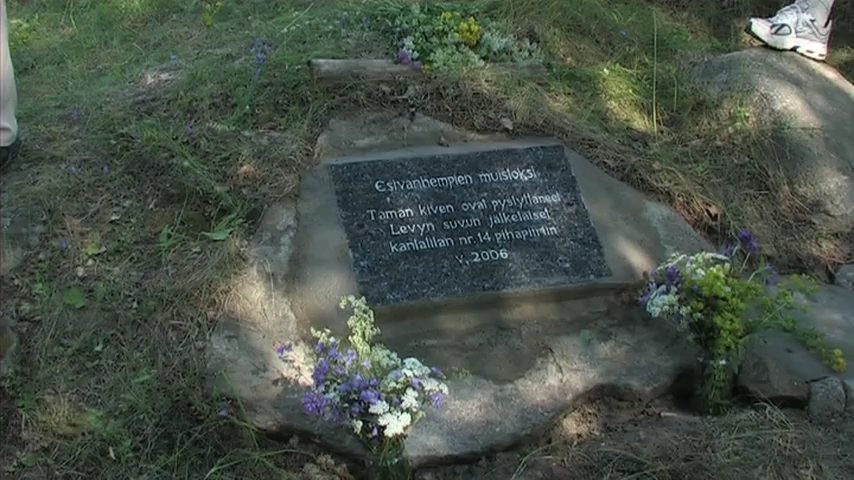 Esivanhempien muistoksi
Tämän kiven ovat pystyttäneet
Levyn suvun jälkeläiset
kantatilan nr.14 pihapiiriin
v.2006